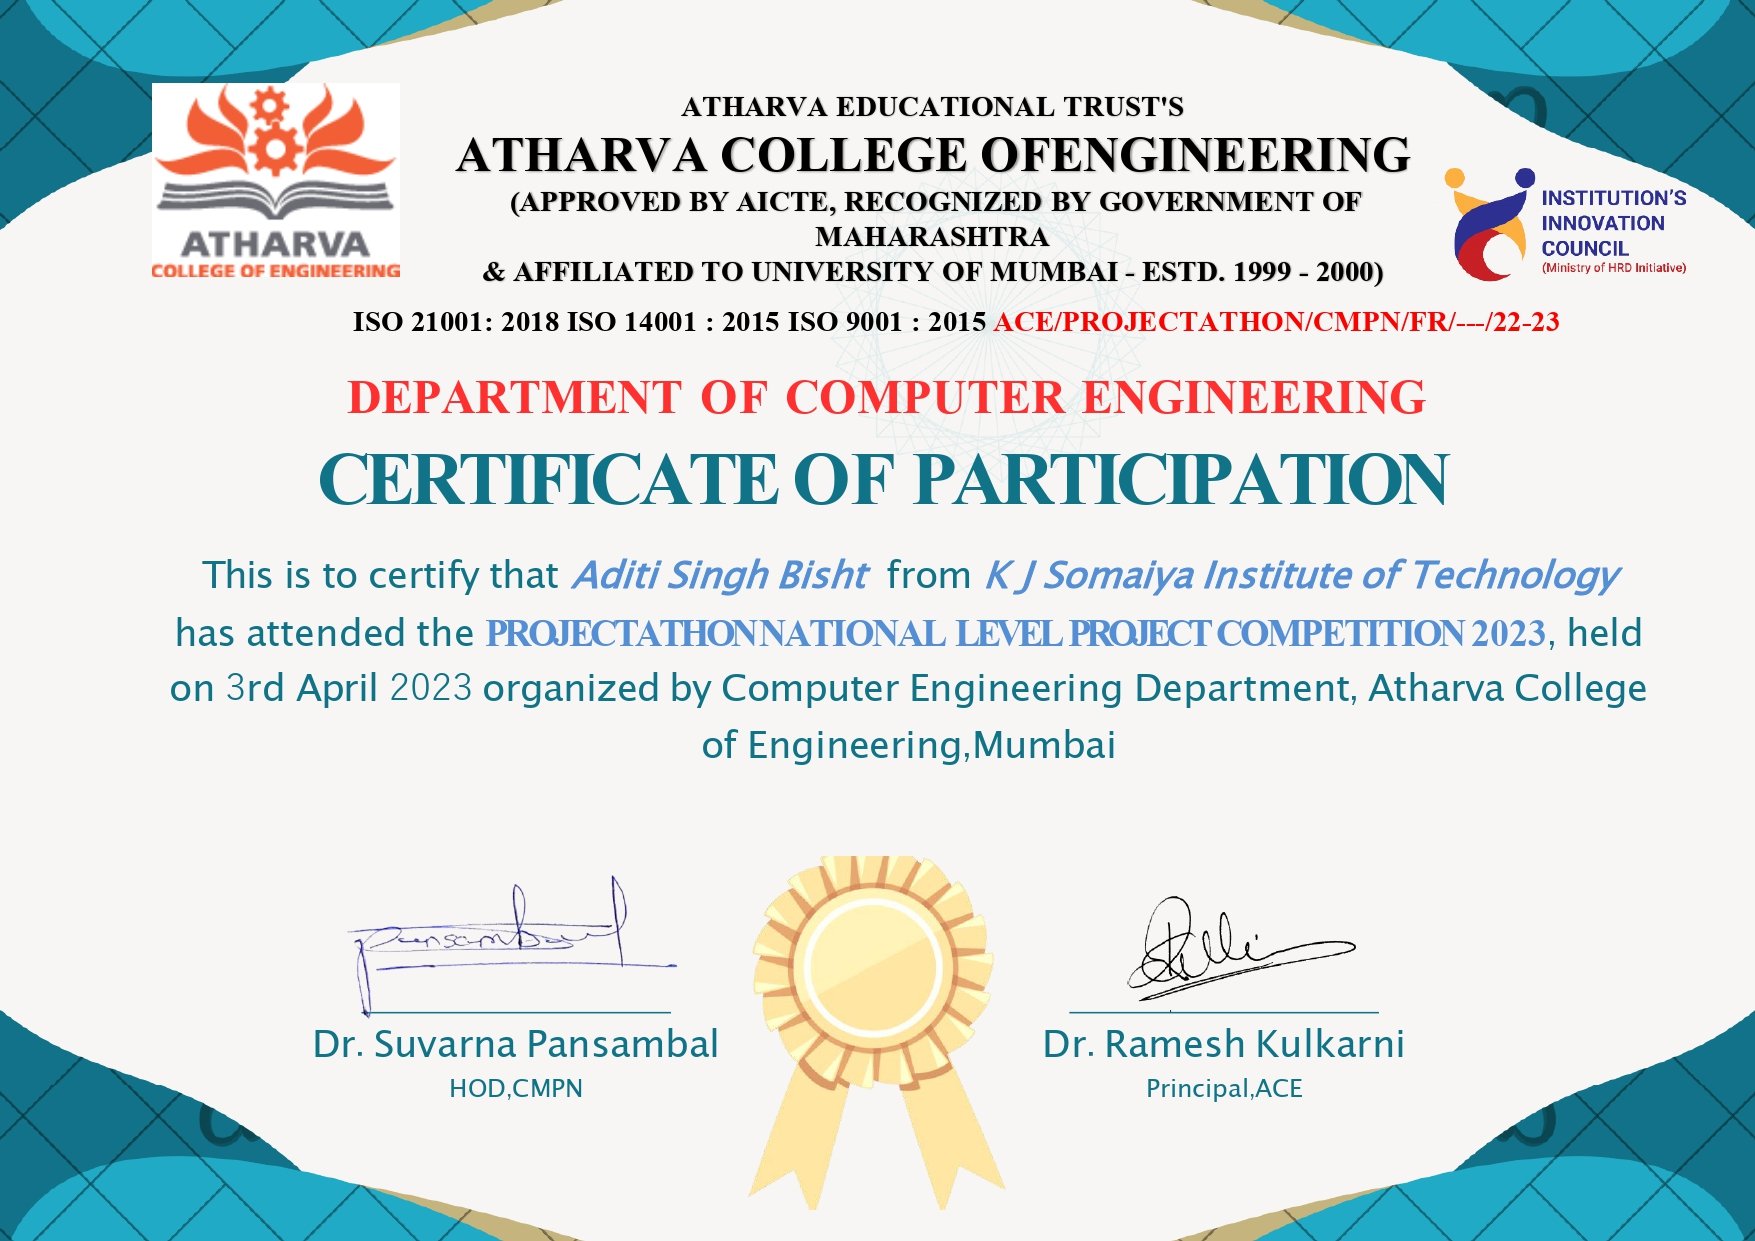 ATHARVA
COLLEGE OF ENGINEERING
ATHARVA EDUCATIONAL TRUST'S
ATHARVA COLLEGE OFENGINEERING
(APPROVED BY AICTE, RECOGNIZED BY GOVERNMENT OF
MAHARASHTRA
& AFFILIATED TO UNIVERSITY OF MUMBAI - ESTD. 1999 - 2000)
INSTITUTION'S
INNOVATION
COUNCIL
(Ministry of HRD Initiative)
ISO 21001: 2018 ISO 14001 : 2015 ISO 9001 : 2015 ACE/PROJECTATHON/CMPN/FR/---/22-23
DEPARTMENT OF COMPUTER ENGINEERING
CERTIFICATE OF PARTICIPATION
This is to certify that Aditi Singh Bisht from K J Somaiya Institute of Technology
has attended the PROJECTATHON NATIONAL LEVEL PROJECT COMPETITION 2023, held
on 3rd April 2023 organized by Computer Engineering Department, Atharva College
of Engineering,Mumbai
Dr. Suvarna Pansambal
HOD,CMPN
Dr. Ramesh Kulkarni
Principal,ACE